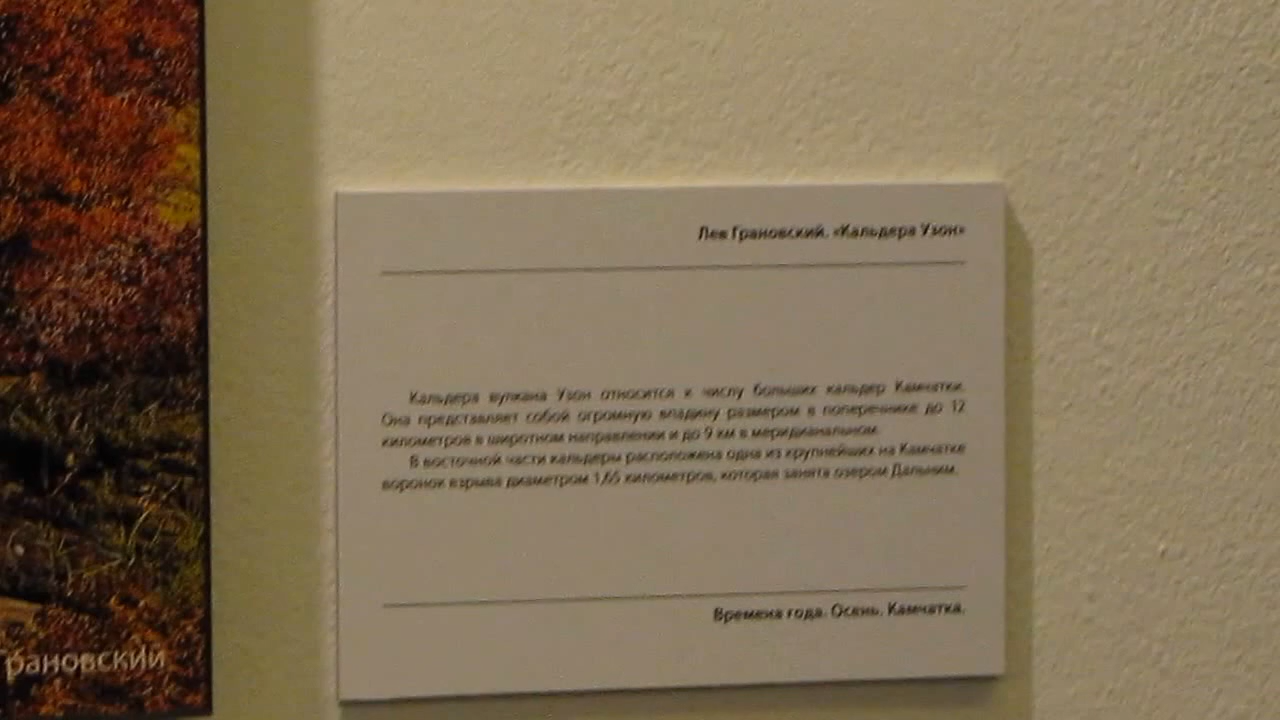 Лев Грановский. «Кальдера Узон»
Кальдера вулкана Узон относится к числу больших кальдер Камчатки.
Она представляет собой огромную впадину размером в поперечнике до 12
километров в широтном направлении и до 9 км в меридианальном.
В восточной части кальдеры расположена одна из крупнейших на Камчатке
воронок взрыва диаметром 1,65 километров, которая занята озером Дальним.
Времена года. Осень. Камчатка.
Грановский